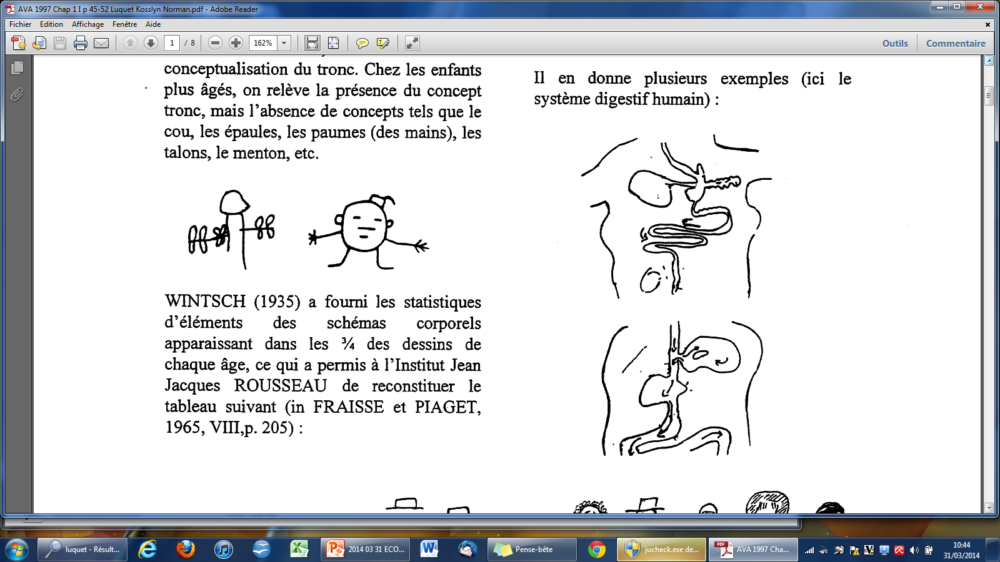 AVA 1997 Chap 1 I p 45-52 Luquet Kosslyn Norman.pdf - Adobe Reader
Fichier Edition Affichage Fenêtre Aide
1 / 8 162% Outils Commentaire
conceptualisation du tronc. Chez les enfants
plus âgés, on relève la présence du concept
tronc, mais l'absence de concepts tels que le
cou, les épaules, les paumes (des mains), les
talons, le menton, etc.
WINTSCH (1935) a fourni les statistiques
d'éléments des schémas corporels
apparaissant dans les ¾ des dessins de
chaque âge, ce qui a permis à l'Institut Jean
Jacques ROUSSEAU de reconstituer le
tableau suivant (in FRAISSE et PIAGET,
1965, VIII,p. 205) :
Il en donne plusieurs exemples (ici le
système digestif humain) :
luquet - Résult... 2014 03 31 ECO... Pense-bête jucheck.exe de... AVA 1997 Cha... 10:44
31/03/2014